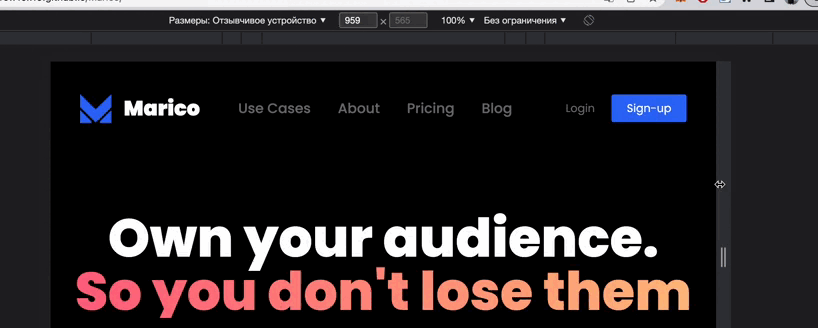 Размеры: Отзывчивое устройство ▼ 959 × 565 100% ▼ Без ограничения ▼
Marico Use Cases About Pricing Blog Login Sign-up
Own your audience.
So you don't lose them